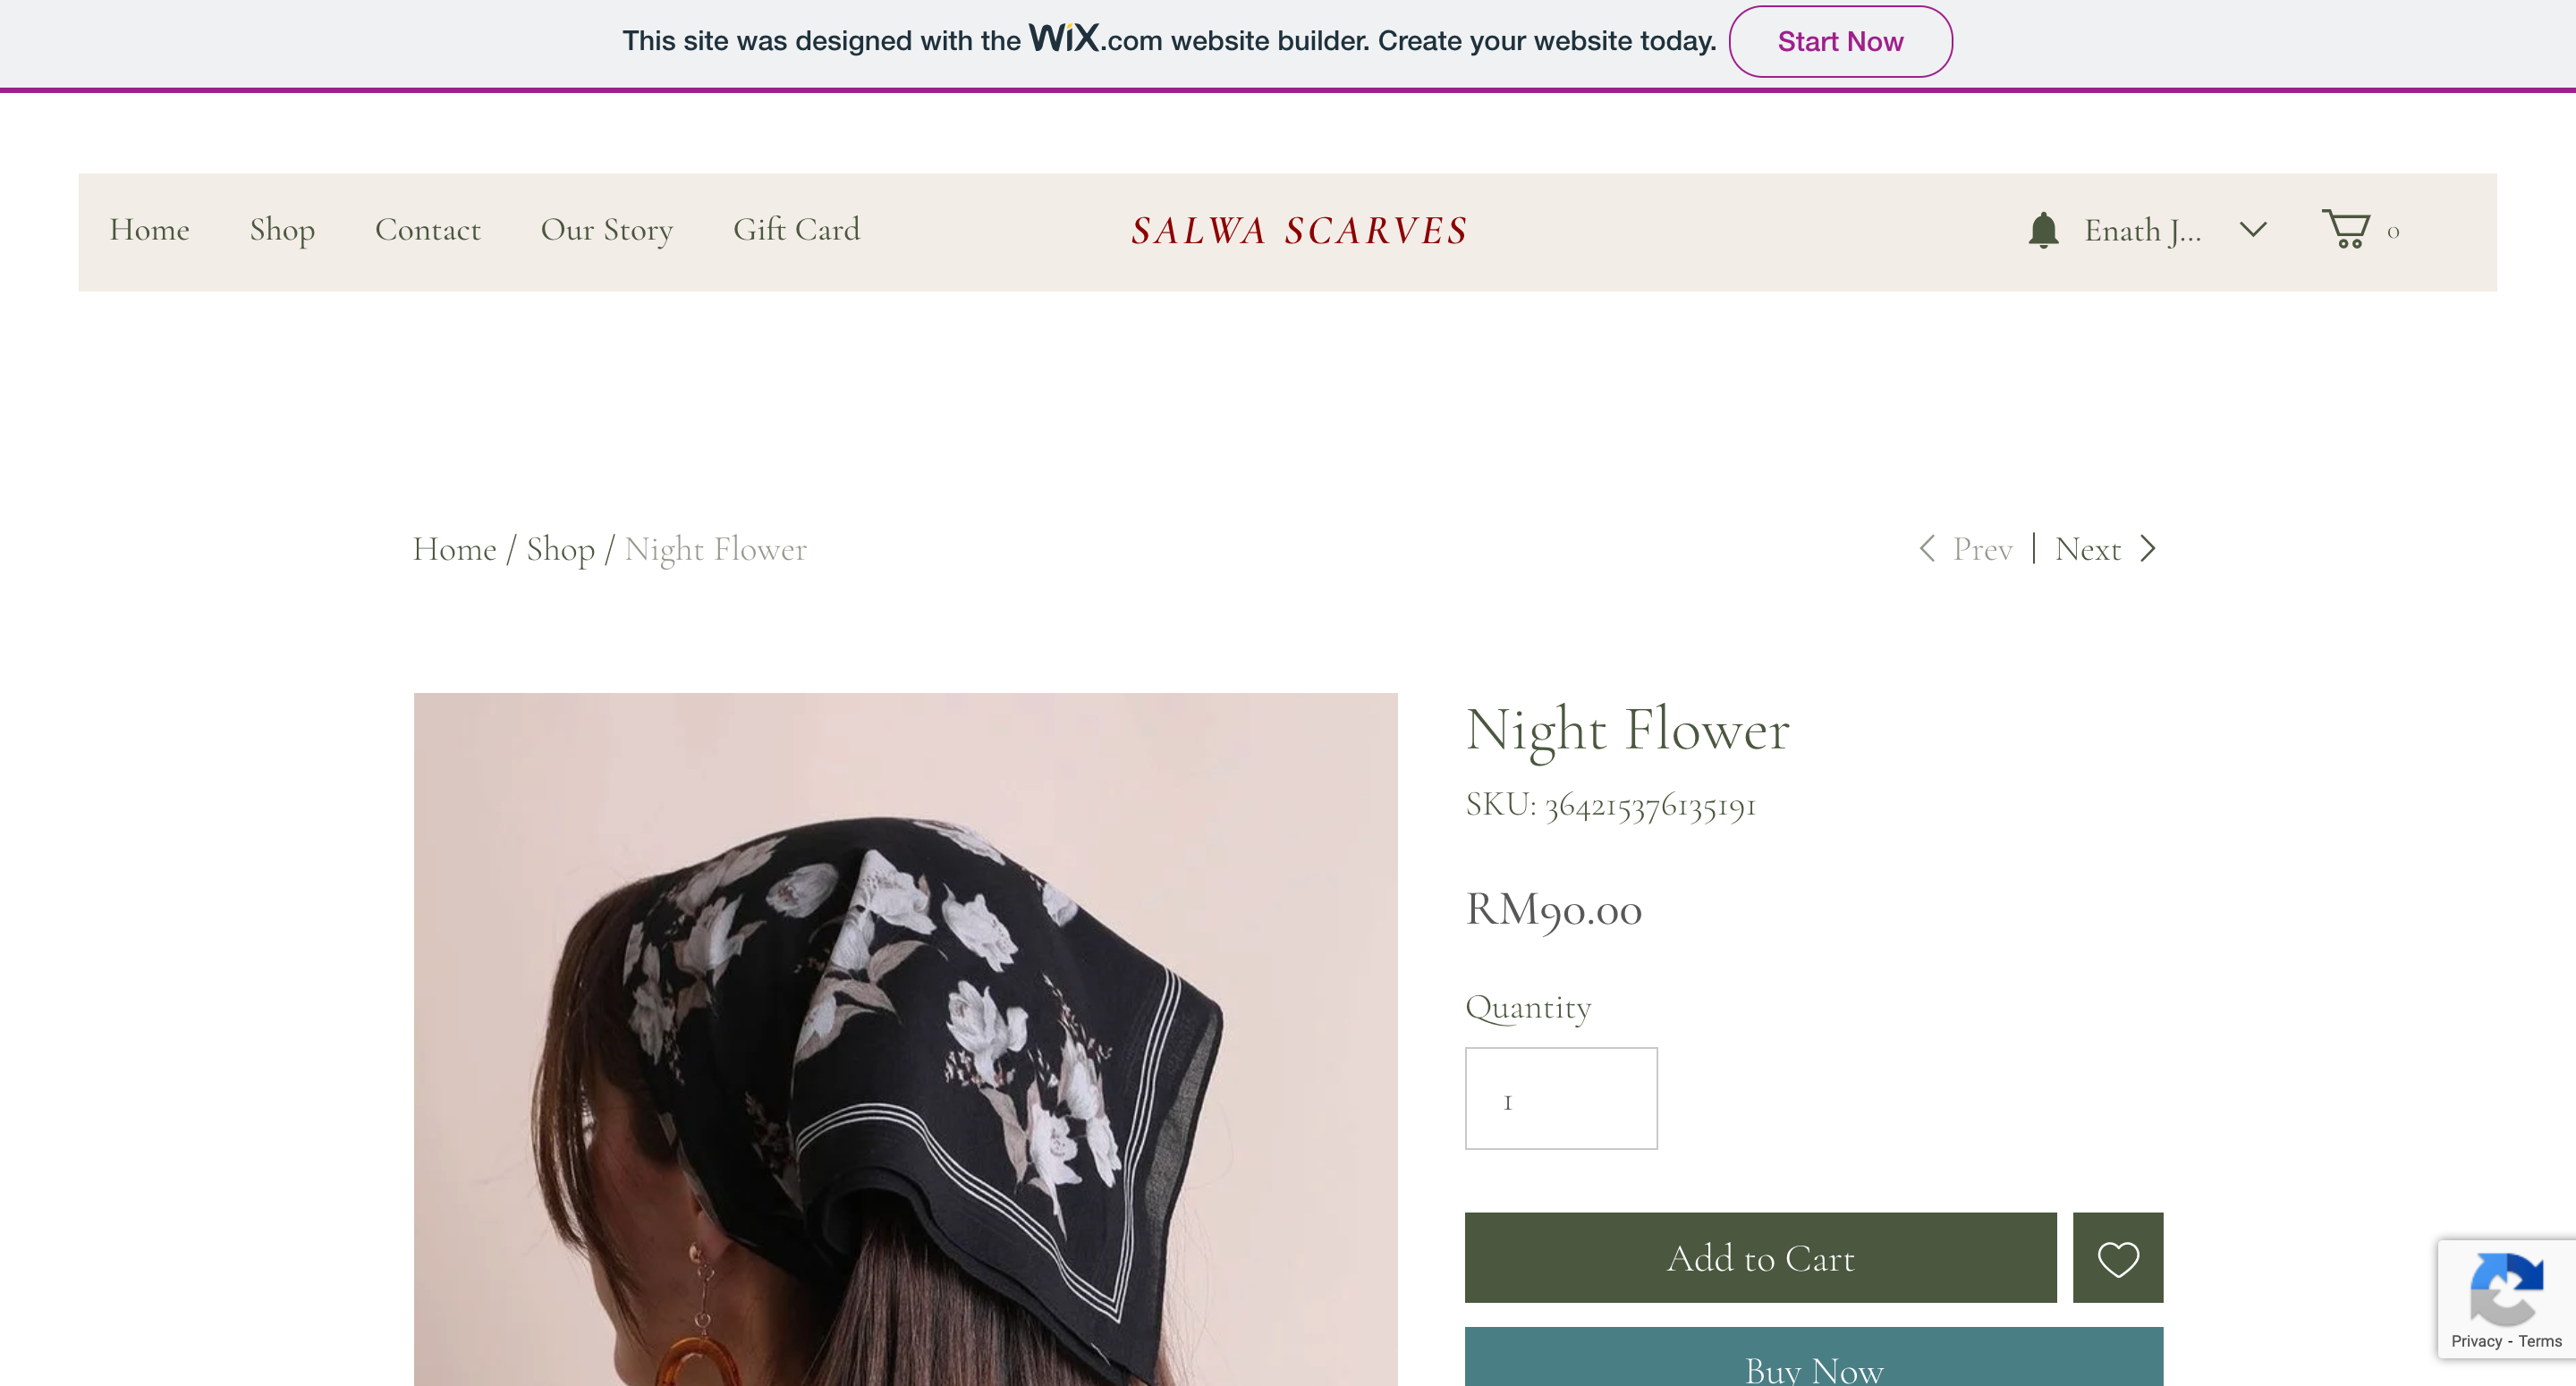 This site was designed with the WiX.com website builder. Create your website today. Start Now
Home Shop Contact Our Story Gift Card SALWA SCARVES Enath J... 0
Home / Shop / Night Flower Prev | Next
Night Flower
SKU: 364215376135191
RM90.00
Quantity
1
Add to Cart
Buy Now
Privacy - Terms